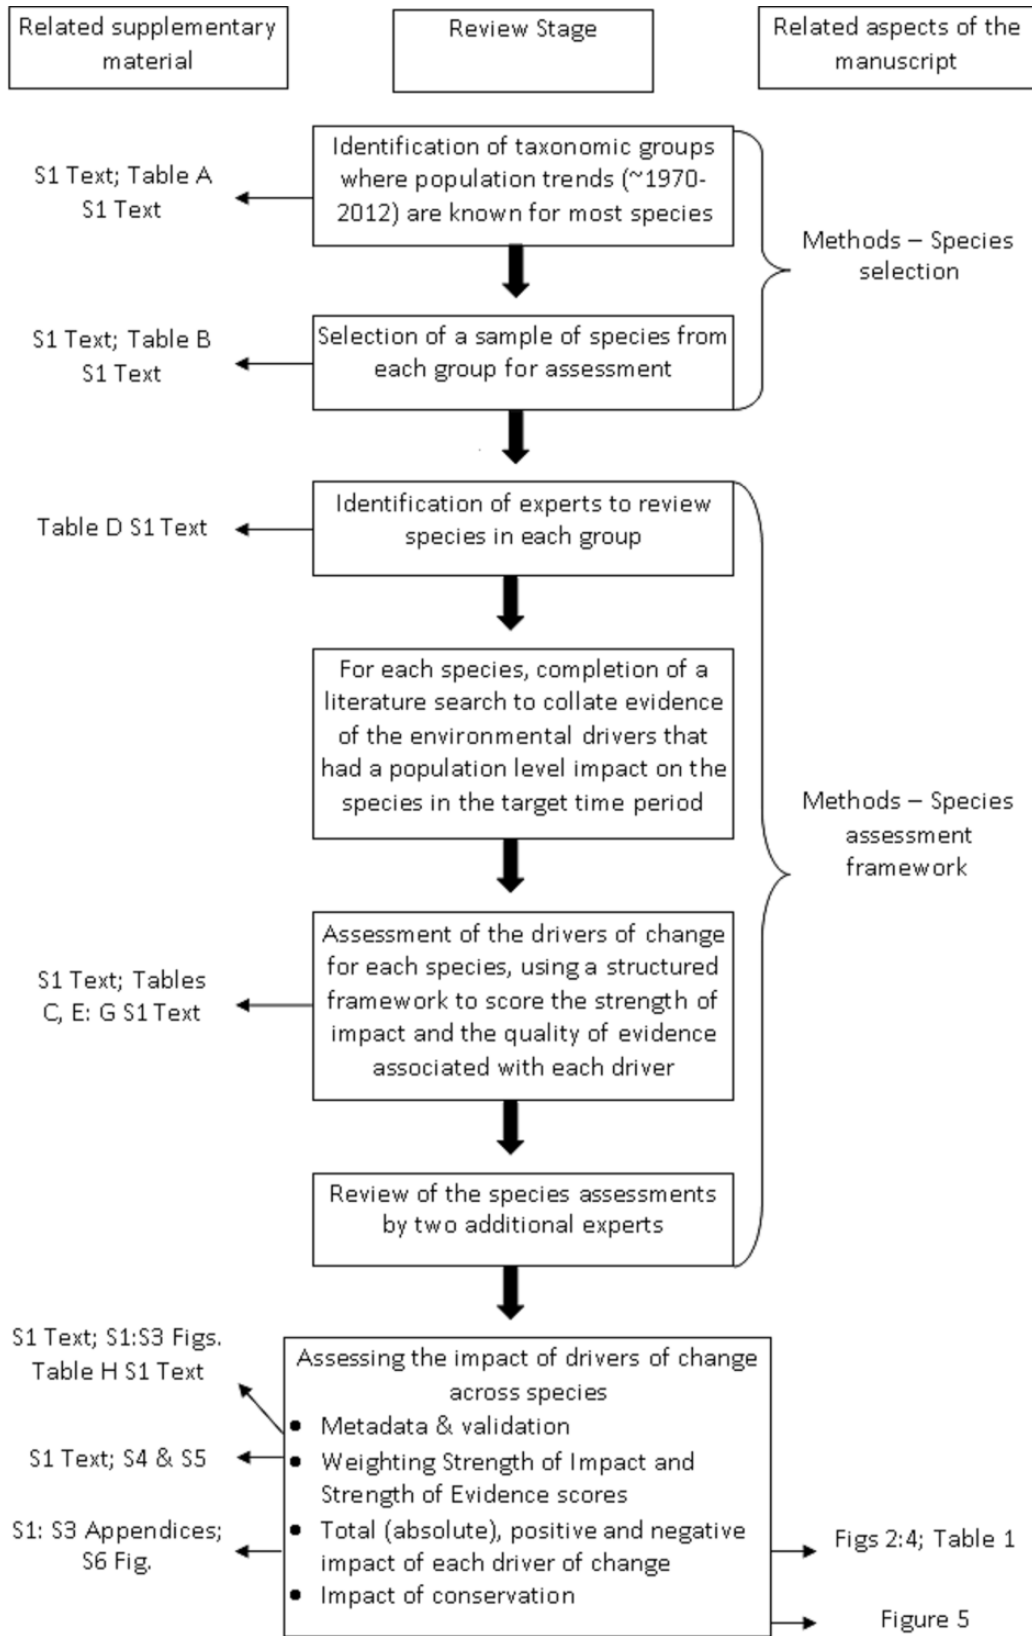 Related supplementary
material
Review Stage
Related aspects of the
manuscript
Identification of taxonomic groups
where population trends (~1970-
2012) are known for most species
S1 Text; Table A
S1 Text
Methods – Species
selection
Selection of a sample of species from
each group for assessment
S1 Text; Table B
S1 Text
Identification of experts to review
species in each group
Table D S1 Text
For each species, completion of a
literature search to collate evidence
of the environmental drivers that
had a population level impact on the
species in the target time period
Methods – Species
assessment
framework
Assessment of the drivers of change
for each species, using a structured
framework to score the strength of
impact and the quality of evidence
associated with each driver
S1 Text; Tables
C, E: G S1 Text
Review of the species assessments
by two additional experts
Assessing the impact of drivers of change
across species
• Metadata & validation
• Weighting Strength of Impact and
Strength of Evidence scores
• Total (absolute), positive and negative
impact of each driver of change
• Impact of conservation
S1 Text; S1:S3 Figs.
Table H S1 Text
S1 Text; S4 & S5
S1: S3 Appendices;
S6 Fig.
Figs 2:4; Table 1
Figure 5